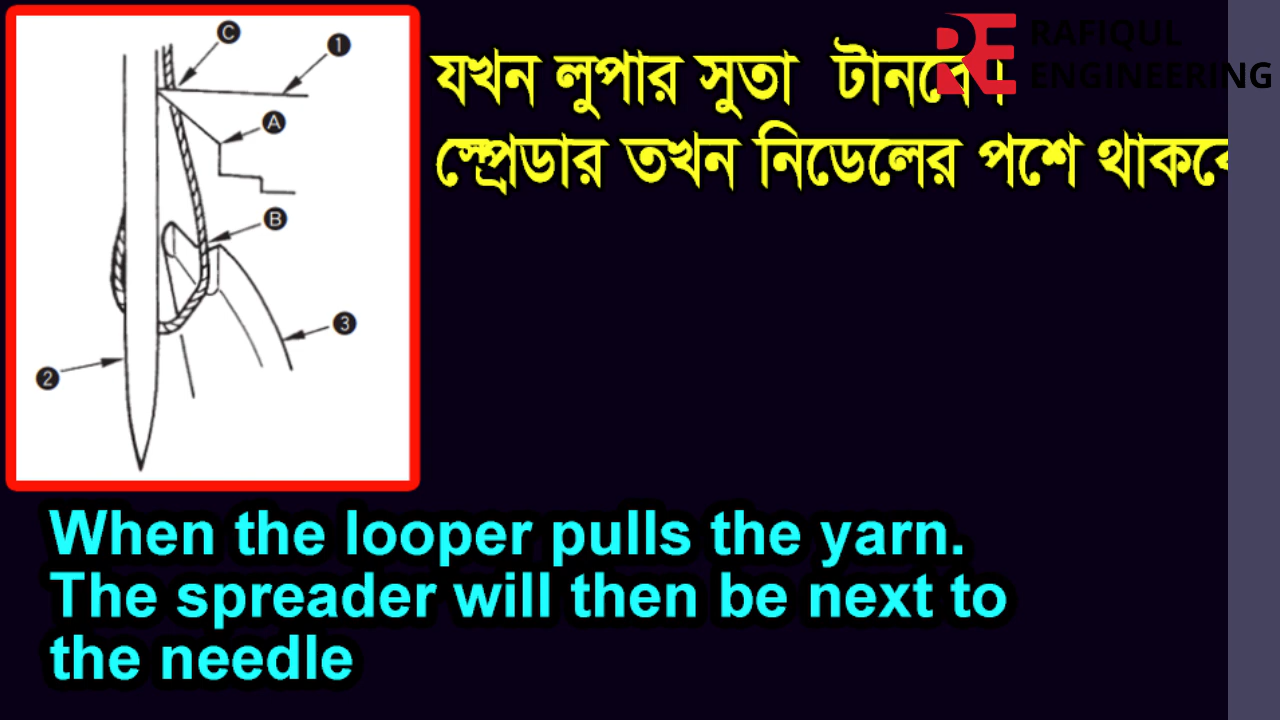 C
1
A
B
3
2
যখন লুপার সুতা টানবে।
স্প্রেডার তখন নিডেলের পশে থাকবে
RAFIQUL
ENGINEERING
When the looper pulls the yarn.
The spreader will then be next to
the needle